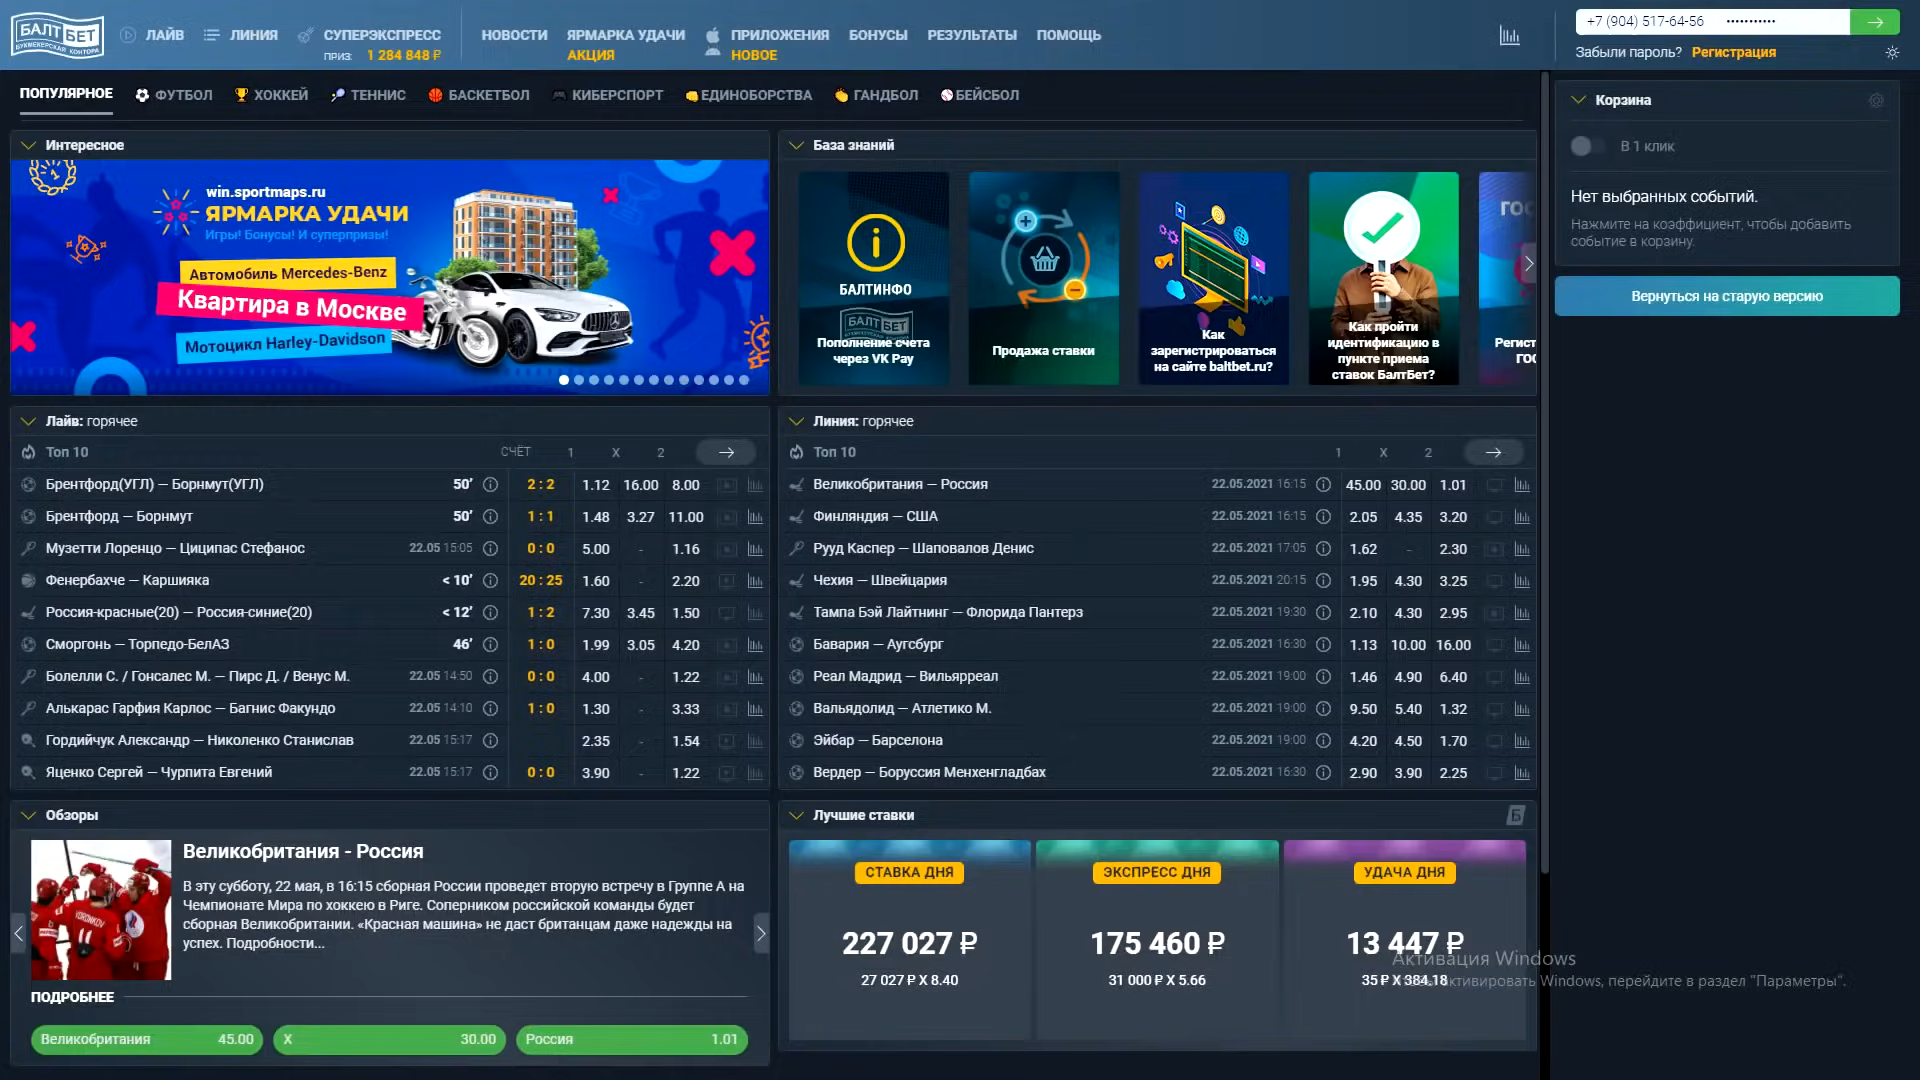 БАЛТБЕТ
БУКМЕКЕРСКАЯ КОНТОРА
ЛАЙВ
ЛИНИЯ
СУПЕРЭКСПРЕСС
ПРИЗ: 1 284 848 ₽
НОВОСТИ
ЯРМАРКА УДАЧИ
АКЦИЯ
ПРИЛОЖЕНИЯ
НОВОЕ
БОНУСЫ
РЕЗУЛЬТАТЫ
ПОМОЩЬ
+7 (904) 517-64-56 •••••••••••
Забыли пароль? Регистрация
ПОПУЛЯРНОЕ ФУТБОЛ ХОККЕЙ ТЕННИС БАСКЕТБОЛ КИБЕРСПОРТ ЕДИНОБОРСТВА ГАНДБОЛ БЕЙСБОЛ
Интересное
win.sportmaps.ru
ЯРМАРКА УДАЧИ
Игры! Бонусы! И суперпризы!
Автомобиль Mercedes-Benz
Квартира в Москве
Мотоцикл Harley-Davidson
База знаний
БАЛТИНФО
БАЛТБЕТ
Пополнение счета
через VK Pay
Продажа ставки
Как
зарегистрироваться
на сайте baltbet.ru?
Как пройти
идентификацию в
пункте приема
ставок БалтБет?
ГОС
Регист
ГОС
Корзина
В 1 клик
Нет выбранных событий.
Нажмите на коэффициент, чтобы добавить
событие в корзину.
Вернуться на старую версию
Лайв: горячее
Топ 10 СЧЁТ 1 X 2
Брентфорд(УГЛ) — Борнмут(УГЛ) 50’ 2 : 2 1.12 16.00 8.00
Брентфорд — Борнмут 50’ 1 : 1 1.48 3.27 11.00
Музетти Лоренцо — Циципас Стефанос 22.05 15:05 0 : 0 5.00 - 1.16
Фенербахче — Каршияка < 10’ 20 : 25 1.60 - 2.20
Россия-красные(20) — Россия-синие(20) < 12’ 1 : 2 7.30 3.45 1.50
Сморгонь — Торпедо-БелАЗ 46’ 1 : 0 1.99 3.05 4.20
Болелли С. / Гонсалес М. — Пирс Д. / Венус М. 22.05 14:50 0 : 0 4.00 - 1.22
Алькарас Гарфия Карлос — Багнис Факундо 22.05 14:10 1 : 0 1.30 - 3.33
Гордийчук Александр — Николенко Станислав 22.05 15:17 2.35 - 1.54
Яценко Сергей — Чурпита Евгений 22.05 15:17 0 : 0 3.90 - 1.22
Линия: горячее
Топ 10 1 X 2
Великобритания — Россия 22.05.2021 16:15 45.00 30.00 1.01
Финляндия — США 22.05.2021 16:15 2.05 4.35 3.20
Рууд Каспер — Шаповалов Денис 22.05.2021 17:05 1.62 - 2.30
Чехия — Швейцария 22.05.2021 20:15 1.95 4.30 3.25
Тампа Бэй Лайтнинг — Флорида Пантерз 22.05.2021 19:30 2.10 4.30 2.95
Бавария — Аугсбург 22.05.2021 16:30 1.13 10.00 16.00
Реал Мадрид — Вильярреал 22.05.2021 19:00 1.46 4.90 6.40
Вальядолид — Атлетико М. 22.05.2021 19:00 9.50 5.40 1.32
Эйбар — Барселона 22.05.2021 19:00 4.20 4.50 1.70
Вердер — Боруссия Менхенгладбах 22.05.2021 16:30 2.90 3.90 2.25
Обзоры
Великобритания - Россия
В эту субботу, 22 мая, в 16:15 сборная России проведет вторую встречу в Группе А на
Чемпионате Мира по хоккею в Риге. Соперником российской команды будет
сборная Великобритании. «Красная машина» не даст британцам даже надежды на
успех. Подробности...
ПОДРОБНЕЕ
Великобритания 45.00
X 30.00
Россия 1.01
Лучшие ставки
Б
СТАВКА ДНЯ
227 027 ₽
27 027 ₽ X 8.40
ЭКСПРЕСС ДНЯ
175 460 ₽
31 000 ₽ X 5.66
УДАЧА ДНЯ
13 447 ₽
35 ₽ X 384.18
Активация Windows
активировать Windows, перейдите в раздел "Параметры".